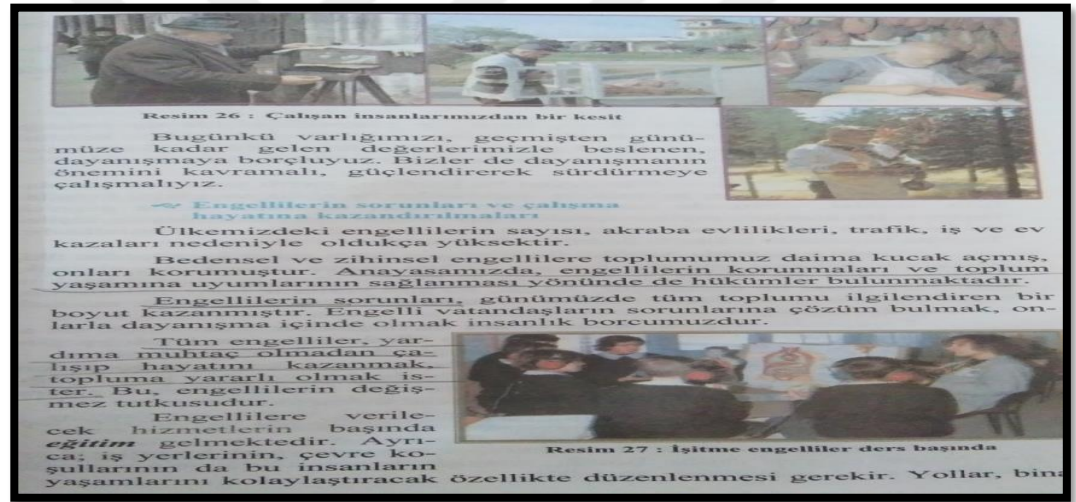 Resim 26 : Çalışan insanlarımızdan bir kesit
Bugünkü varlığımızı, geçmişten günü-
müze kadar gelen değerlerimizle beslenen,
dayanışmaya borçluyuz. Bizler de dayanışmanın
önemini kavramalı, güçlendirerek sürdürmeye
çalışmalıyız.
Engellilerin sorunları ve çalışma
hayatına kazandırılmaları
Ülkemizdeki engellilerin sayısı, akraba evlilikleri, trafik, iş ve ev
kazaları nedeniyle oldukça yüksektir.
Bedensel ve zihinsel engellilere toplumumuz daima kucak açmış,
onları korumuştur. Anayasamızda, engellilerin korunmaları ve toplum
yaşamına uyumlarının sağlanması yönünde de hükümler bulunmaktadır.
Engellilerin sorunları, günümüzde tüm toplumu ilgilendiren bir
boyut kazanmıştır. Engelli vatandaşların sorunlarına çözüm bulmak, on-
larla dayanışma içinde olmak insanlık borcumuzdur.
Tüm engelliler, yar-
dıma muhtaç olmadan ça-
lışıp hayatını kazanmak,
topluma yararlı olmak is-
ter. Bu, engellilerin değiş-
mez tutkusudur.
Engellilere verile-
cek hizmetlerin başında
eğitim gelmektedir. Ayrı-
ca; iş yerlerinin, çevre ko-
şullarının da bu insanların
Resim 27 : İşitme engelliler ders başında
yaşamlarını kolaylaştıracak özellikte düzenlenmesi gerekir. Yollar, bina